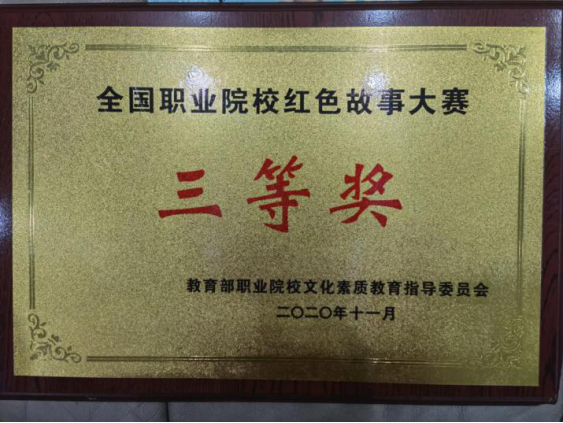 全国职业院校红色故事大赛
三等奖
教育部职业院校文化素质教育指导委员会
二〇二〇年十一月